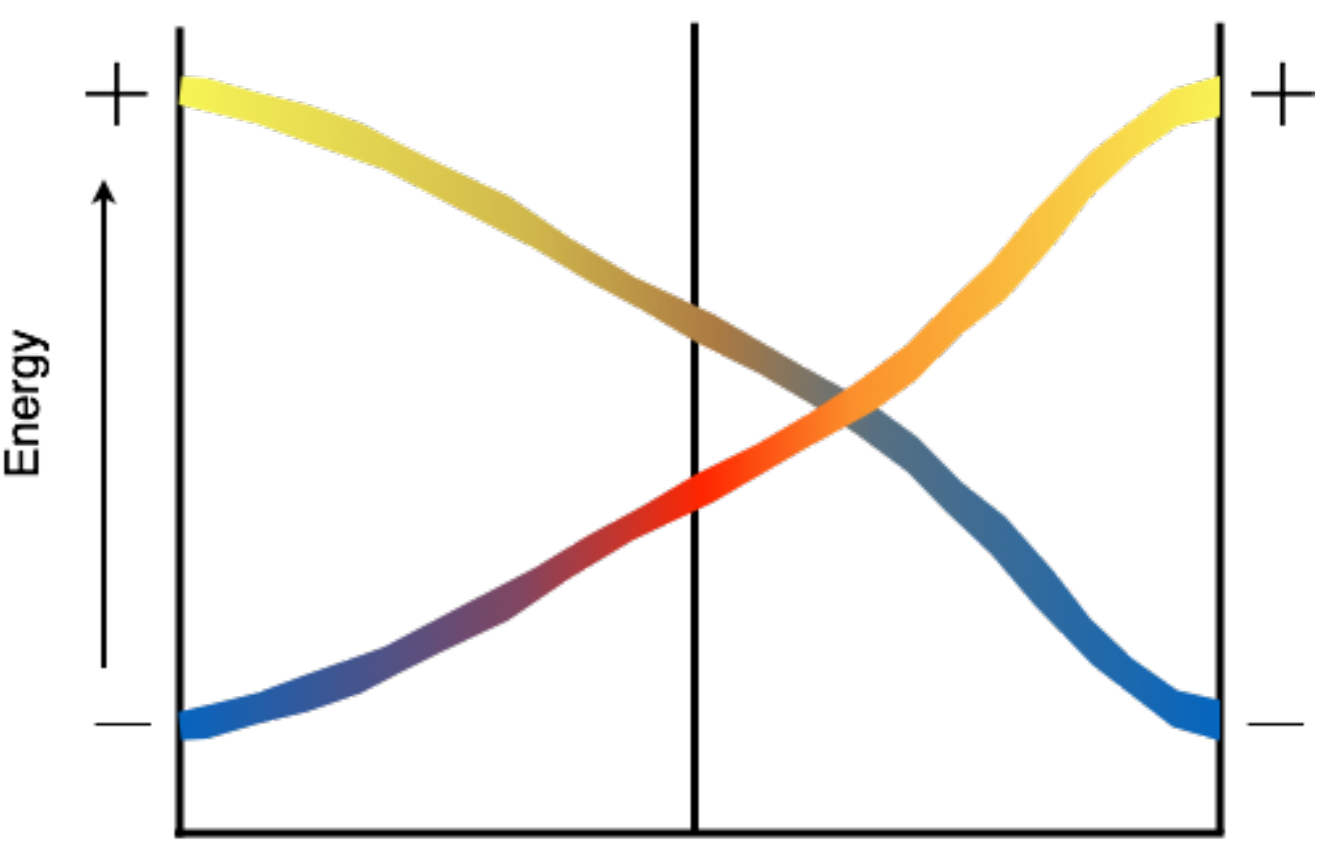 +
+
Energy
—
—